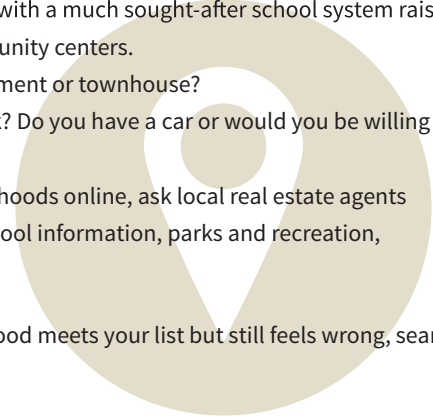 with a much sought-after school system rais
unity centers.
ment or townhouse?
? Do you have a car or would you be willing
hoods online, ask local real estate agents
ool information, parks and recreation,
ood meets your list but still feels wrong, sear